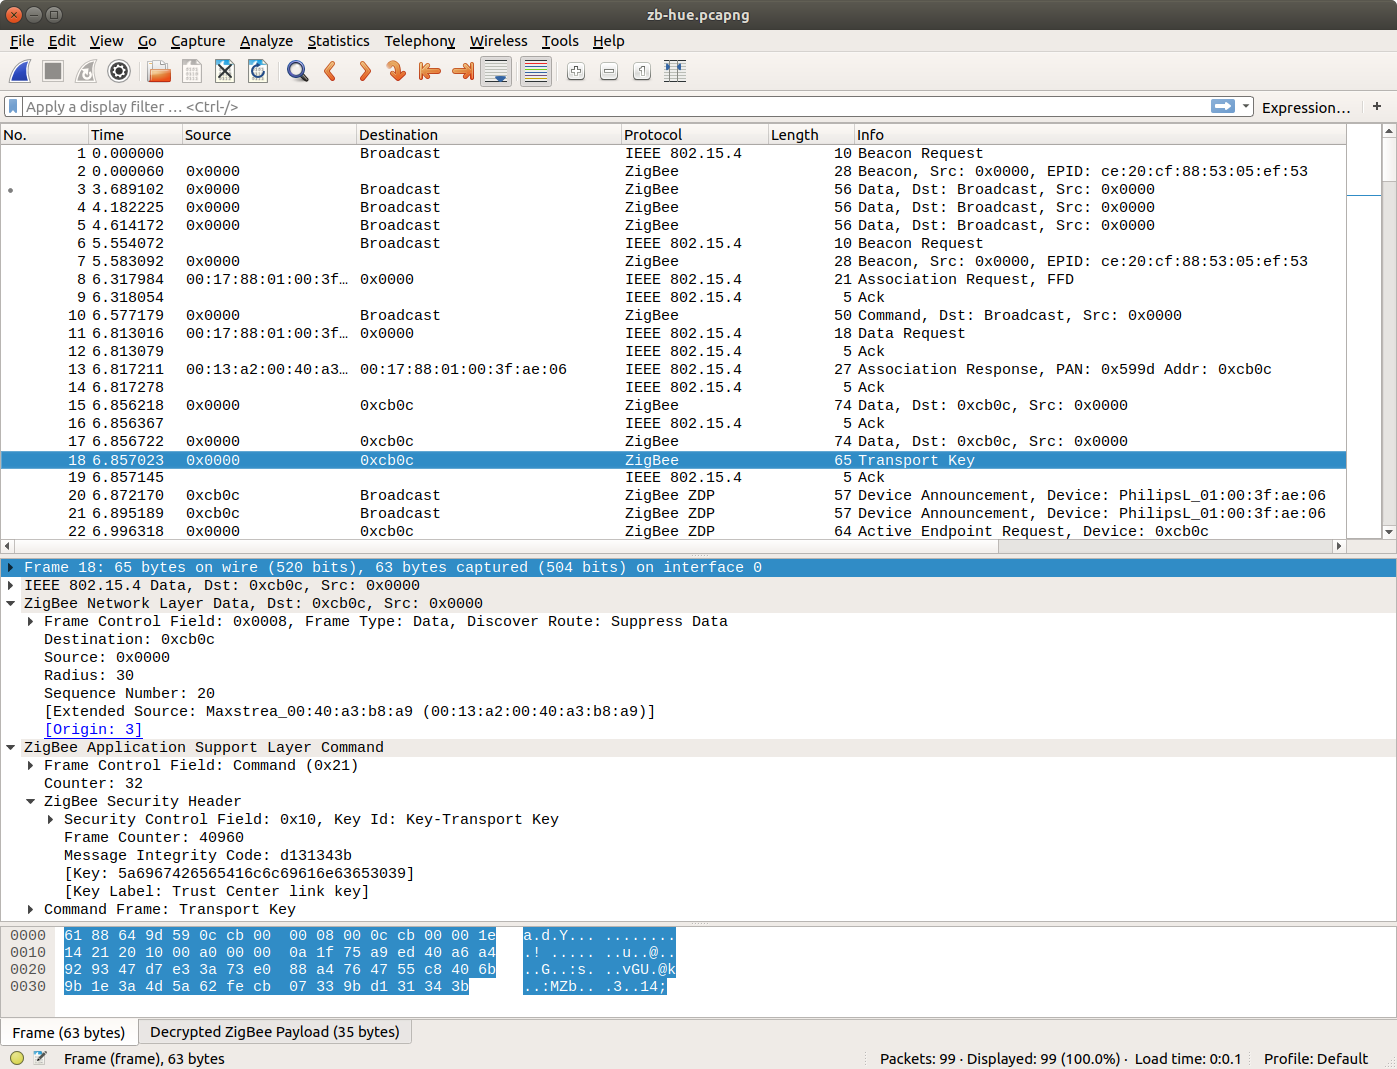 zb-hue.pcapng
File Edit View Go Capture Analyze Statistics Telephony Wireless Tools Help
Apply a display filter … <Ctrl-/> Expression… +
No. Time Source Destination Protocol Length Info
1 0.000000 Broadcast IEEE 802.15.4 10 Beacon Request
2 0.000060 0x0000 ZigBee 28 Beacon, Src: 0x0000, EPID: ce:20:cf:88:53:05:ef:53
3 3.689102 0x0000 Broadcast ZigBee 56 Data, Dst: Broadcast, Src: 0x0000
4 4.182225 0x0000 Broadcast ZigBee 56 Data, Dst: Broadcast, Src: 0x0000
5 4.614172 0x0000 Broadcast ZigBee 56 Data, Dst: Broadcast, Src: 0x0000
6 5.554072 Broadcast IEEE 802.15.4 10 Beacon Request
7 5.583092 0x0000 ZigBee 28 Beacon, Src: 0x0000, EPID: ce:20:cf:88:53:05:ef:53
8 6.317984 00:17:88:01:00:3f… 0x0000 IEEE 802.15.4 21 Association Request, FFD
9 6.318054 IEEE 802.15.4 5 Ack
10 6.577179 0x0000 Broadcast ZigBee 50 Command, Dst: Broadcast, Src: 0x0000
11 6.813016 00:17:88:01:00:3f… 0x0000 IEEE 802.15.4 18 Data Request
12 6.813079 IEEE 802.15.4 5 Ack
13 6.817211 00:13:a2:00:40:a3… 00:17:88:01:00:3f:ae:06 IEEE 802.15.4 27 Association Response, PAN: 0x599d Addr: 0xcb0c
14 6.817278 IEEE 802.15.4 5 Ack
15 6.856218 0x0000 0xcb0c ZigBee 74 Data, Dst: 0xcb0c, Src: 0x0000
16 6.856367 IEEE 802.15.4 5 Ack
17 6.856722 0x0000 0xcb0c ZigBee 74 Data, Dst: 0xcb0c, Src: 0x0000
18 6.857023 0x0000 0xcb0c ZigBee 65 Transport Key
19 6.857145 IEEE 802.15.4 5 Ack
20 6.872170 0xcb0c Broadcast ZigBee ZDP 57 Device Announcement, Device: PhilipsL_01:00:3f:ae:06
21 6.895189 0xcb0c Broadcast ZigBee ZDP 57 Device Announcement, Device: PhilipsL_01:00:3f:ae:06
22 6.996318 0x0000 0xcb0c ZigBee ZDP 64 Active Endpoint Request, Device: 0xcb0c
Frame 18: 65 bytes on wire (520 bits), 63 bytes captured (504 bits) on interface 0
IEEE 802.15.4 Data, Dst: 0xcb0c, Src: 0x0000
ZigBee Network Layer Data, Dst: 0xcb0c, Src: 0x0000
Frame Control Field: 0x0008, Frame Type: Data, Discover Route: Suppress Data
Destination: 0xcb0c
Source: 0x0000
Radius: 30
Sequence Number: 20
[Extended Source: Maxstrea_00:40:a3:b8:a9 (00:13:a2:00:40:a3:b8:a9)]
[Origin: 3]
ZigBee Application Support Layer Command
Frame Control Field: Command (0x21)
Counter: 32
ZigBee Security Header
Security Control Field: 0x10, Key Id: Key-Transport Key
Frame Counter: 40960
Message Integrity Code: d131343b
[Key: 5a6967426565416c6c69616e63653039]
[Key Label: Trust Center link key]
Command Frame: Transport Key
0000 61 88 64 9d 59 0c cb 00 00 08 00 0c cb 00 00 1e a.d.Y... ........
0010 14 21 20 10 00 a0 00 00 0a 1f 75 a9 ed 40 a6 a4 .! ..... ..u..@..
0020 92 93 47 d7 e3 3a 73 e0 88 a4 76 47 55 c8 40 6b ..G..:s. ..vGU.@k
0030 9b 1e 3a 4d 5a 62 fe cb 07 33 9b d1 31 34 3b ..:MZb.. .3..14;
Frame (63 bytes) Decrypted ZigBee Payload (35 bytes)
Frame (frame), 63 bytes Packets: 99 · Displayed: 99 (100.0%) · Load time: 0:0.1 Profile: Default